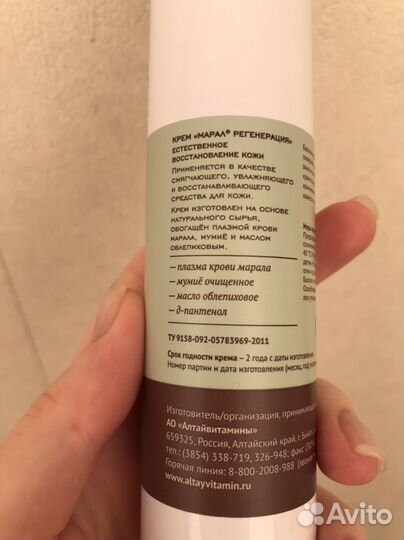 КРЕМ «МАРАЛ® РЕГЕНЕРАЦИЯ»
ЕСТЕСТВЕННОЕ
ВОССТАНОВЛЕНИЕ КОЖИ
Применяется в качестве
смягчающего, увлажняющего
и восстанавливающего
средства для кожи.
Крем изготовлен на основе
натурального сырья,
обогащён плазмой крови
марала, мумиё и маслом
облепиховым.
— плазма крови марала
— мумиё очищенное
— масло облепиховое
— д-пантенол
ТУ 9158-092-05783969-2011
Срок годности крема – 2 года с даты изготовления.
Номер партии и дата изготовления (месяц, год)
Изготовитель/организация,
АО «Алтайвитамины»
659325, Россия, Алтайский край, г. Бийск,
тел.: (3854) 338-719, 326-948; факс (3854)
Горячая линия: 8-800-2008-988 (звонок
www.altayvitamin.ru
Avito